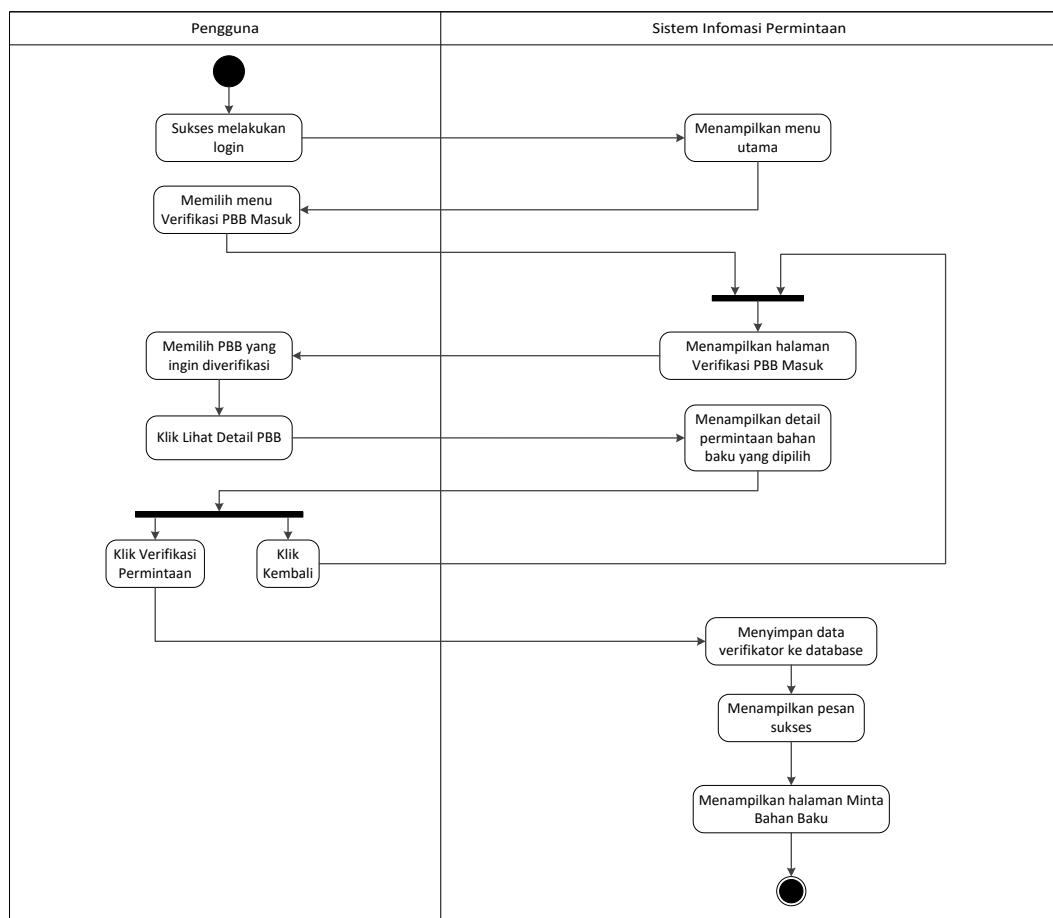 Pengguna
Sistem Infomasi Permintaan
Sukses melakukan
login
Menampilkan menu
utama
Memilih menu
Verifikasi PBB Masuk
Menampilkan halaman
Verifikasi PBB Masuk
Memilih PBB yang
ingin diverifikasi
Klik Lihat Detail PBB
Menampilkan detail
permintaan bahan
baku yang dipilih
Klik Verifikasi
Permintaan
Klik
Kembali
Menyimpan data
verifikator ke database
Menampilkan pesan
sukses
Menampilkan halaman Minta
Bahan Baku